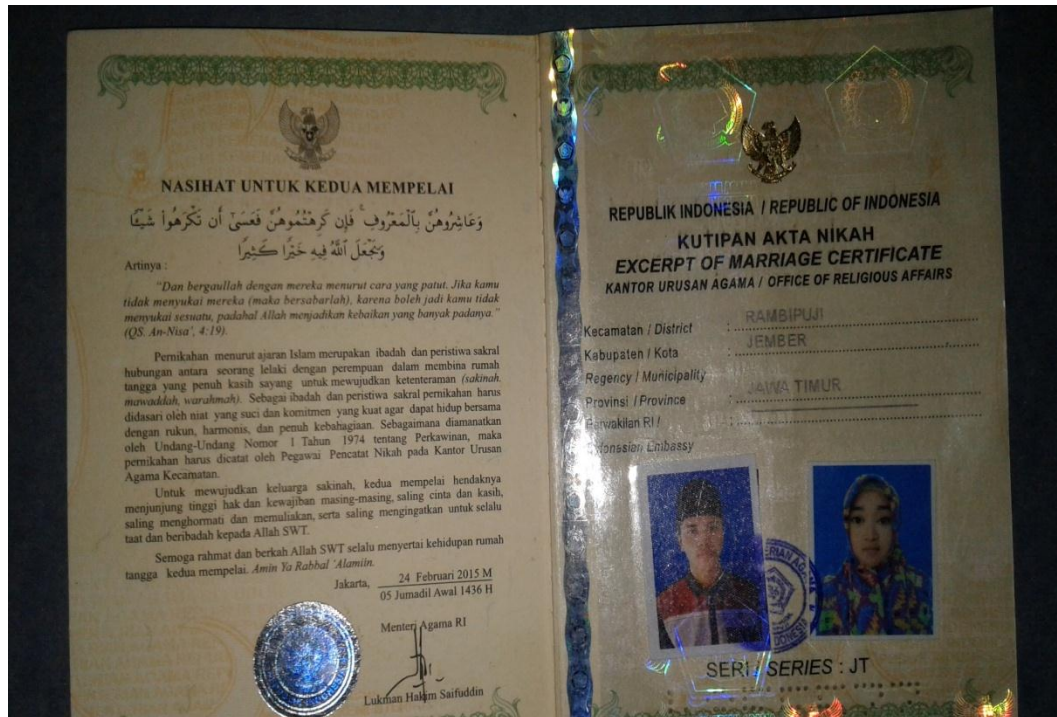 NASIHAT UNTUK KEDUA MEMPELAI
وَعَاشِرُوهُنَّ بِٱلْمَعْرُوفِ ۚ فَإِن كَرِهْتُمُوهُنَّ فَعَسَىٰٓ أَن تَكْرَهُوا۟ شَيْـًٔا
وَيَجْعَلَ ٱللَّهُ فِيهِ خَيْرًا كَثِيرًا
Artinya :
"Dan bergaullah dengan mereka menurut cara yang patut. Jika kamu
tidak menyukai mereka (maka bersabarlah), karena boleh jadi kamu tidak
menyukai sesuatu, padahal Allah menjadikan kebaikan yang banyak padanya."
(QS. An-Nisa', 4:19).
Pernikahan menurut ajaran Islam merupakan ibadah dan peristiwa sakral
hubungan antara seorang lelaki dengan perempuan dalam membina rumah
tangga yang penuh kasih sayang untuk mewujudkan ketenteraman (sakinah,
mawaddah, warahmah). Sebagai ibadah dan peristiwa sakral pernikahan harus
didasari oleh niat yang suci dan komitmen yang kuat agar dapat hidup bersama
dengan rukun, harmonis, dan penuh kebahagiaan. Sebagaimana diamanatkan
oleh Undang-Undang Nomor 1 Tahun 1974 tentang Perkawinan, maka
pernikahan harus dicatat oleh Pegawai Pencatat Nikah pada Kantor Urusan
Agama Kecamatan.
Untuk mewujudkan keluarga sakinah, kedua mempelai hendaknya
menjunjung tinggi hak dan kewajiban masing-masing, saling cinta dan kasih,
saling menghormati dan memuliakan, serta saling mengingatkan untuk selalu
taat dan beribadah kepada Allah SWT.
Semoga rahmat dan berkah Allah SWT selalu menyertai kehidupan rumah
tangga kedua mempelai. Amin Ya Rabbal 'Alamiin.
Jakarta, 24 Februari 2015 M
05 Jumadil Awal 1436 H
Menteri Agama RI
Lukman Hakim Saifuddin
REPUBLIK INDONESIA / REPUBLIC OF INDONESIA
KUTIPAN AKTA NIKAH
EXCERPT OF MARRIAGE CERTIFICATE
KANTOR URUSAN AGAMA / OFFICE OF RELIGIOUS AFFAIRS
Kecamatan / District : RAMBIPUJI
Kabupaten / Kota : JEMBER
Regency / Municipality
Provinsi / Province : JAWA TIMUR
Perwakilan RI /
Indonesian Embassy
SERI / SERIES : JT